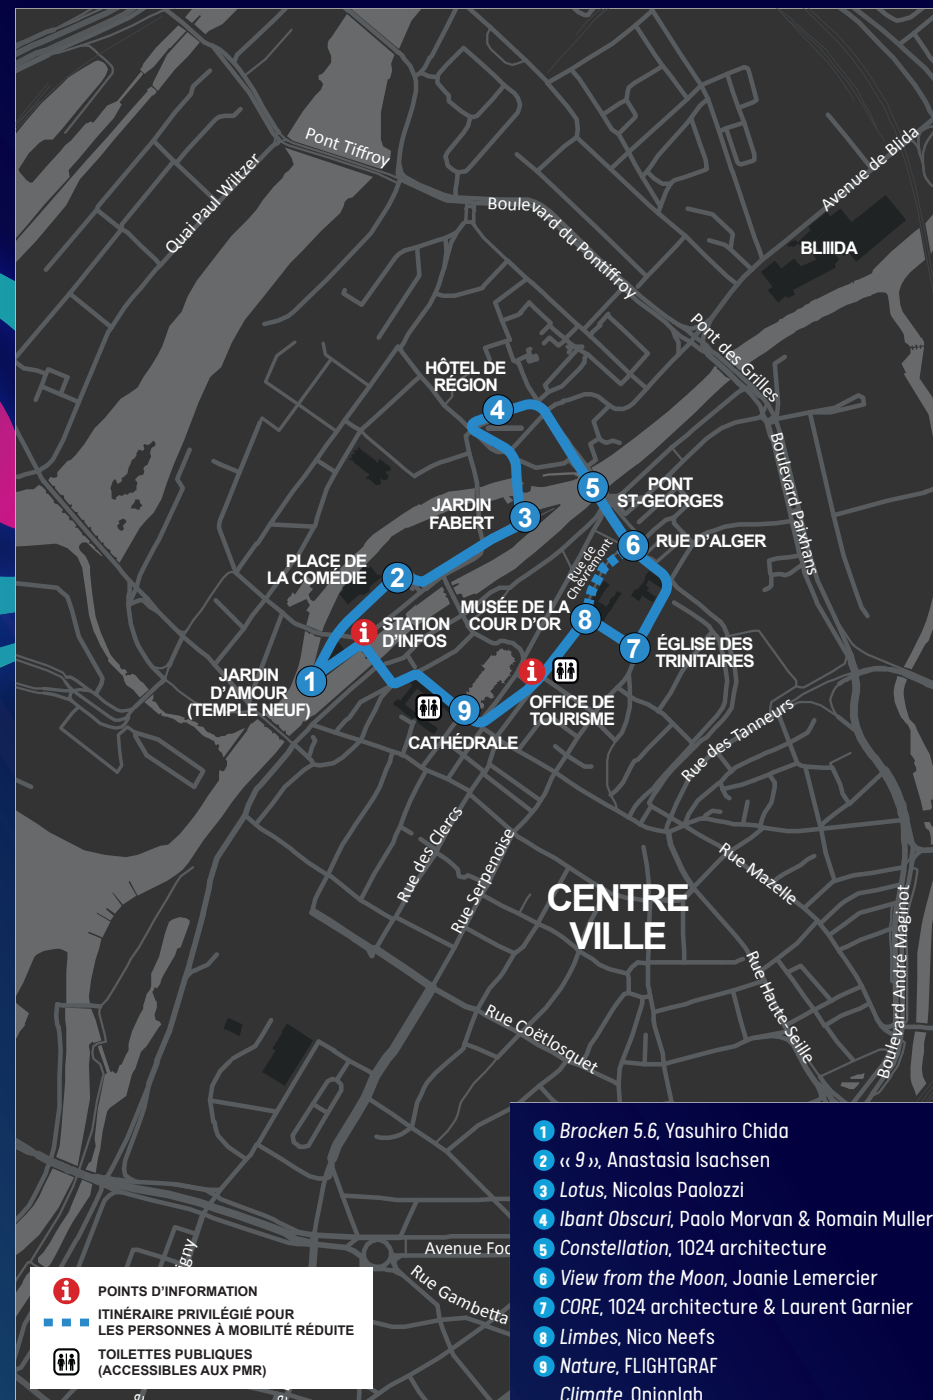 Pont Tiffroy
Quai Paul Wiltzer
Boulevard du Pontiffroy
Avenue de Blida
BLIIIDA
Pont des Grilles
Boulevard Paixhans
HÔTEL DE
RÉGION
4
5
PONT
ST-GEORGES
JARDIN
FABERT
3
6
RUE D'ALGER
Rue de
Chèvremont
PLACE DE
LA COMÉDIE
2
MUSÉE DE LA
COUR D'OR
8
i
STATION
D'INFOS
7
ÉGLISE DES
TRINITAIRES
JARDIN
D'AMOUR
(TEMPLE NEUF)
1
i
OFFICE DE
TOURISME
9
CATHÉDRALE
Rue des Tanneurs
Rue des Clercs
Rue Serpenoise
Rue Mazelle
CENTRE
VILLE
Rue Haute-Seille
Boulevard André Maginot
Rue Coëtlosquet
igny
Avenue Foc
Rue Gambetta
i POINTS D'INFORMATION
ITINÉRAIRE PRIVILÉGIÉ POUR
LES PERSONNES À MOBILITÉ RÉDUITE
TOILETTES PUBLIQUES
(ACCESSIBLES AUX PMR)
1 Brocken 5.6, Yasuhiro Chida
2 « 9 », Anastasia Isachsen
3 Lotus, Nicolas Paolozzi
4 Ibant Obscuri, Paolo Morvan & Romain Muller
5 Constellation, 1024 architecture
6 View from the Moon, Joanie Lemercier
7 CORE, 1024 architecture & Laurent Garnier
8 Limbes, Nico Neefs
9 Nature, FLIGHTGRAF
Climate, Onionlab